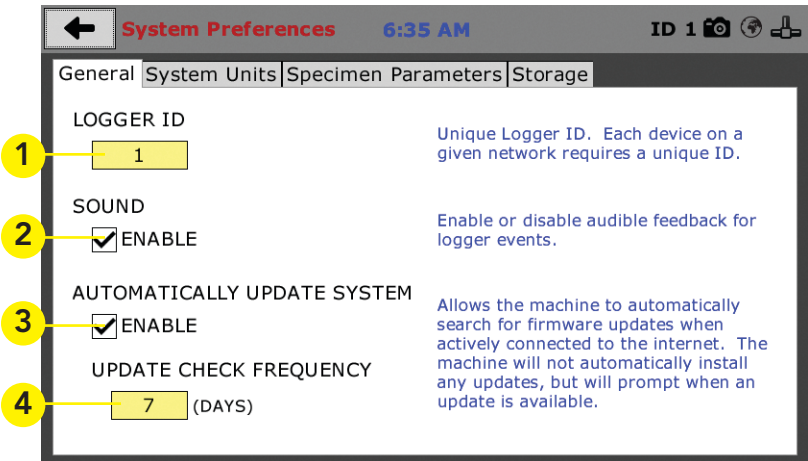 System Preferences 6:35 AM ID 1
General System Units Specimen Parameters Storage
LOGGER ID
1
1
Unique Logger ID. Each device on a
given network requires a unique ID.
SOUND
2
ENABLE
Enable or disable audible feedback for
logger events.
AUTOMATICALLY UPDATE SYSTEM
3
ENABLE
Allows the machine to automatically
search for firmware updates when
actively connected to the internet. The
machine will not automatically install
any updates, but will prompt when an
update is available.
UPDATE CHECK FREQUENCY
4
7 (DAYS)